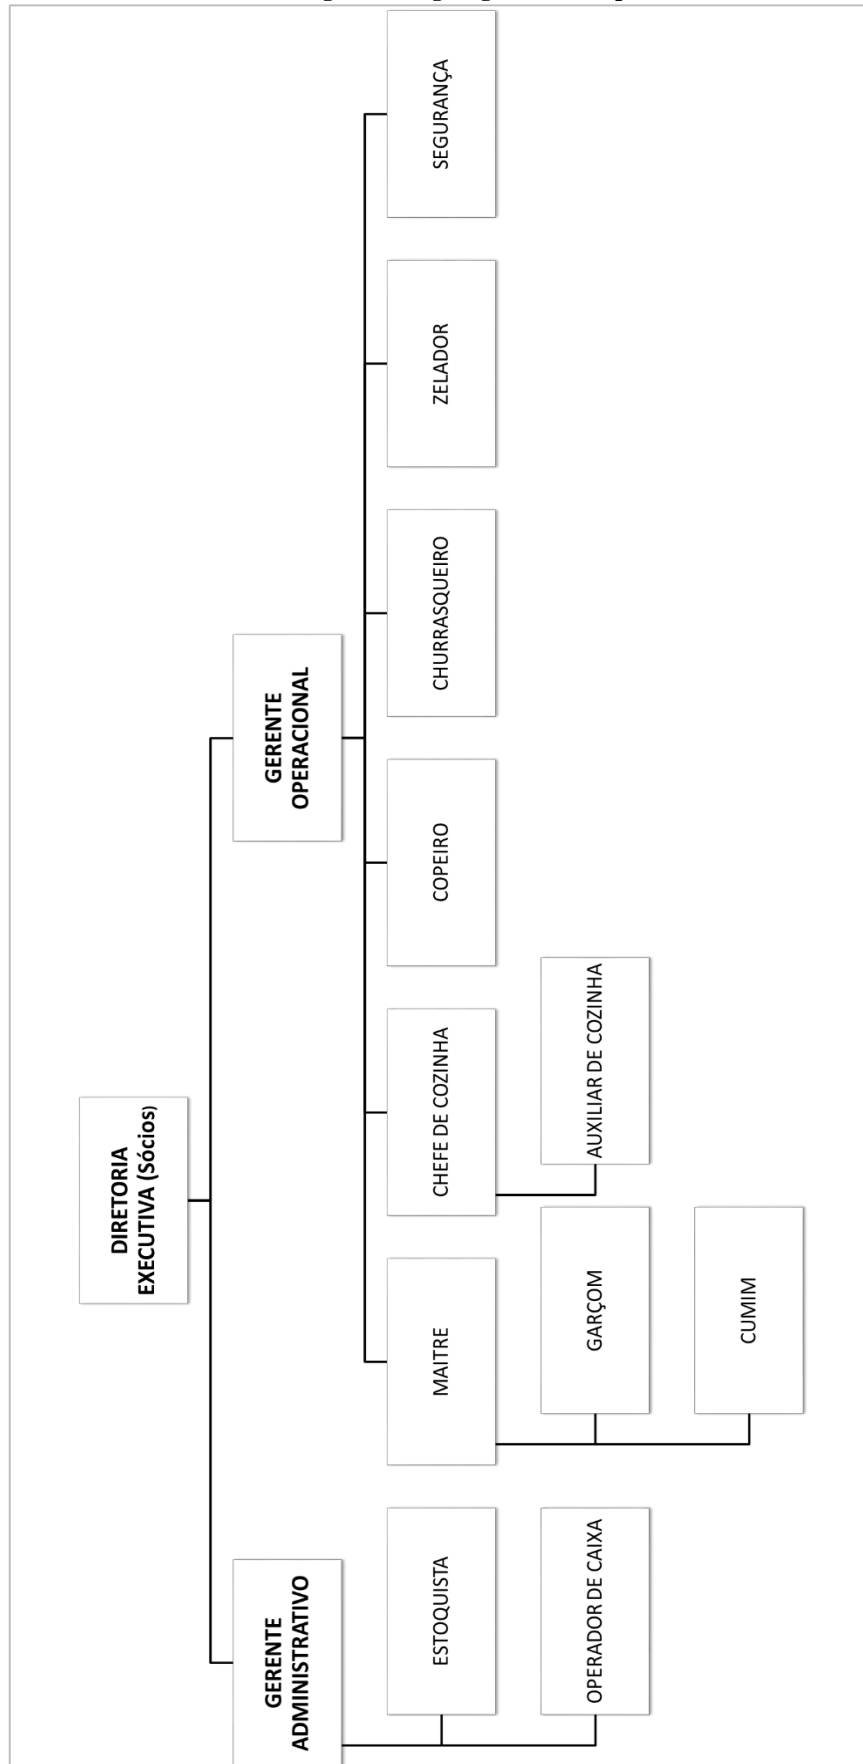 DIRETORIA
EXECUTIVA (Sócios)
GERENTE
ADMINISTRATIVO
GERENTE
OPERACIONAL
ESTOQUISTA
OPERADOR DE CAIXA
MAITRE
CHEFE DE COZINHA
COPEIRO
CHURRASQUEIRO
ZELADOR
SEGURANÇA
GARÇOM
AUXILIAR DE COZINHA
CUMIM